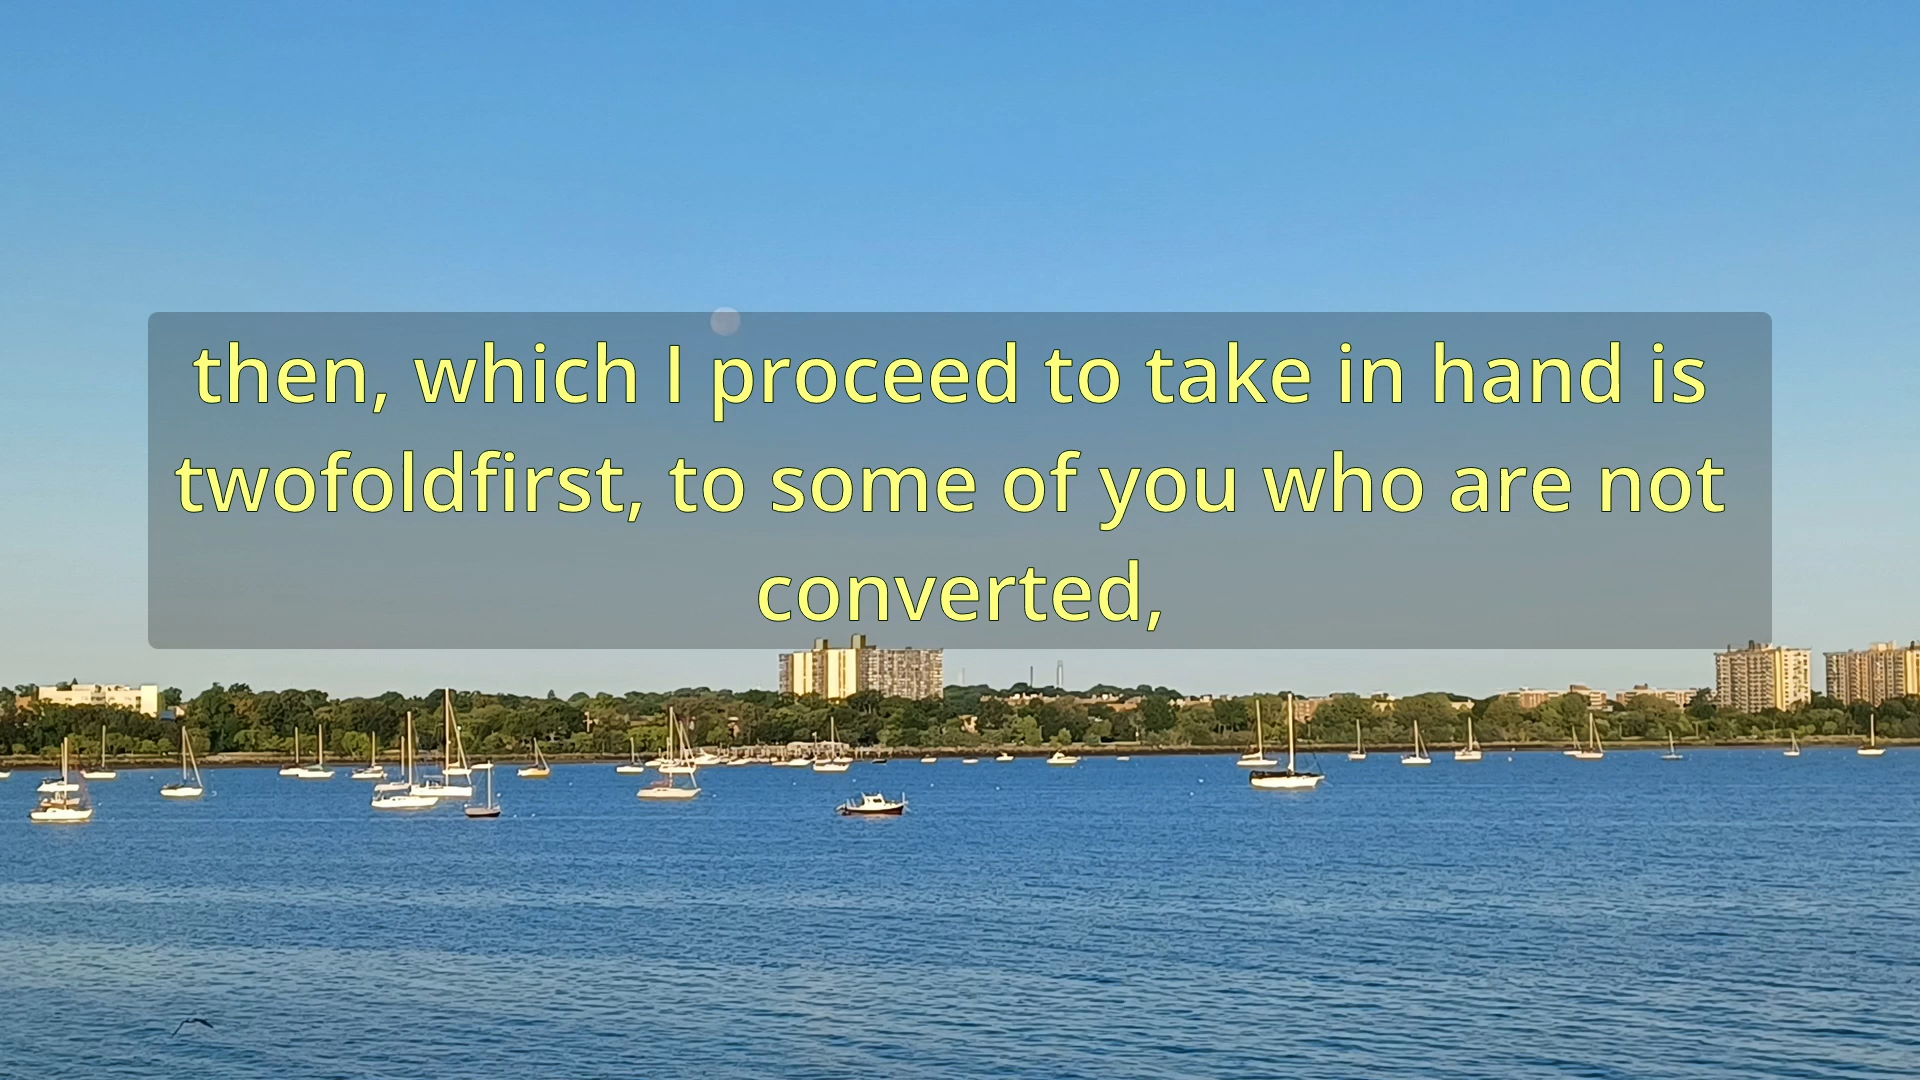 then, which I proceed to take in hand is
twofoldfirst, to some of you who are not
converted,